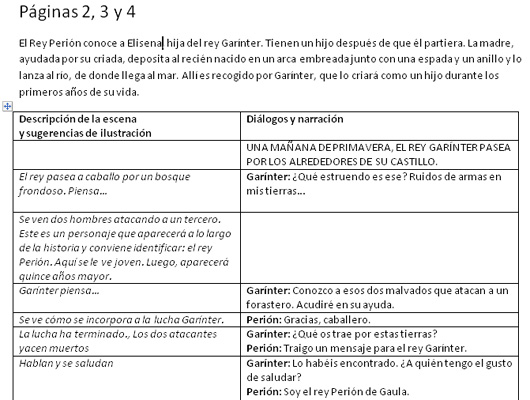 Páginas 2, 3 y 4
El Rey Perión conoce a Elisena hija del rey Garínter. Tienen un hijo después de que él partiera. La madre,
ayudada por su criada, deposita al recién nacido en un arca embreada junto con una espada y un anillo y lo
lanza al río, de donde llega al mar. Allí es recogido por Garínter, que lo criará como un hijo durante los
primeros años de su vida.
Descripción de la escena
y sugerencias de ilustración
Diálogos y narración
UNA MAÑANA DE PRIMAVERA, EL REY GARÍNTER PASEA
POR LOS ALREDEDORES DE SU CASTILLO.
El rey pasea a caballo por un bosque
frondoso. Piensa...
Garínter: ¿Qué estruendo es ese? Ruidos de armas en
mis tierras...
Se ven dos hombres atacando a un tercero.
Este es un personaje que aparecerá a lo largo
de la historia y conviene identificar: el rey
Perión. Aquí se le ve joven. Luego, aparecerá
quince años mayor.
Garínter piensa...
Garínter: Conozco a esos dos malvados que atacan a un
forastero. Acudiré en su ayuda.
Se ve cómo se incorpora a la lucha Garínter.
Perión: Gracias, caballero.
La lucha ha terminado., Los dos atacantes
yacen muertos
Garínter: ¿Qué os trae por estas tierras?
Perión: Traigo un mensaje para el rey Garínter.
Hablan y se saludan
Garínter: Lo habéis encontrado. ¿A quién tengo el gusto
de saludar?
Perión: Soy el rey Perión de Gaula.